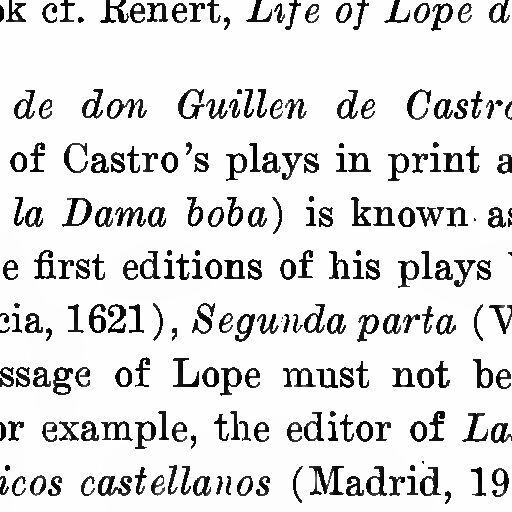 ok cf. Renert, Life of Lope d
de don Guillen de Castro
of Castro's plays in print a
la Dama boba) is known as
e first editions of his plays
cia, 1621), Segunda parta (V
ssage of Lope must not be
or example, the editor of Las
icos castellanos (Madrid, 19